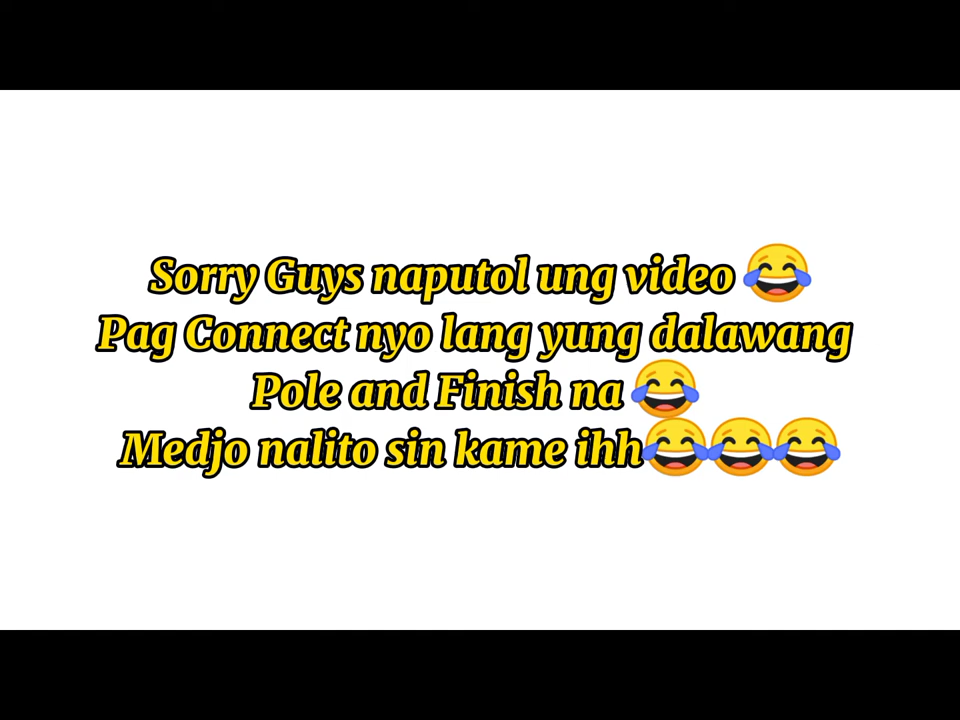 Sorry Guys naputol ung video 😂
Pag Connect nyo lang yung dalawang
Pole and Finish na 😂
Medjo nalito sin kame ihh😂😂😂